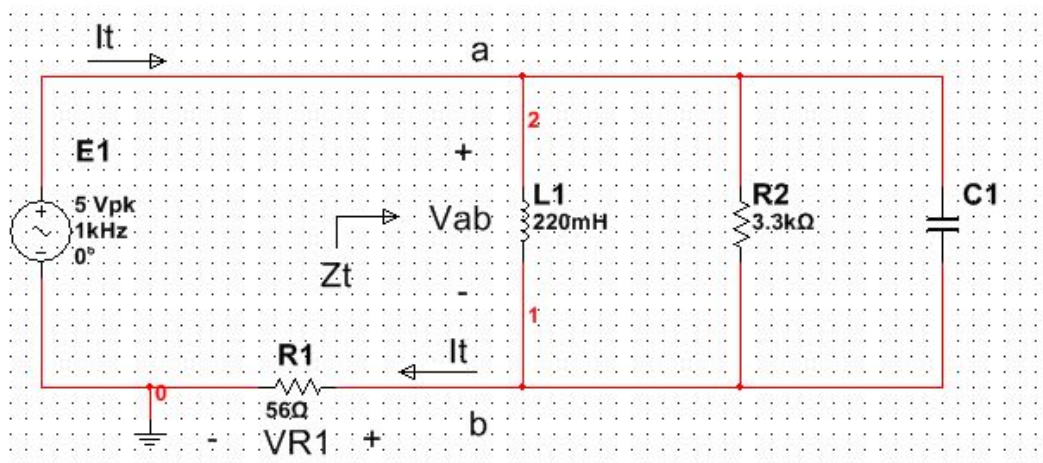 It
a
2
E1
+
L1
R2
C1
5 Vpk
1kHz
0°
Vab
220mH
3.3kΩ
Zt
-
1
R1
It
0
56Ω
b
- VR1 +